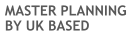 MASTER PLANNING
BY UK BASED